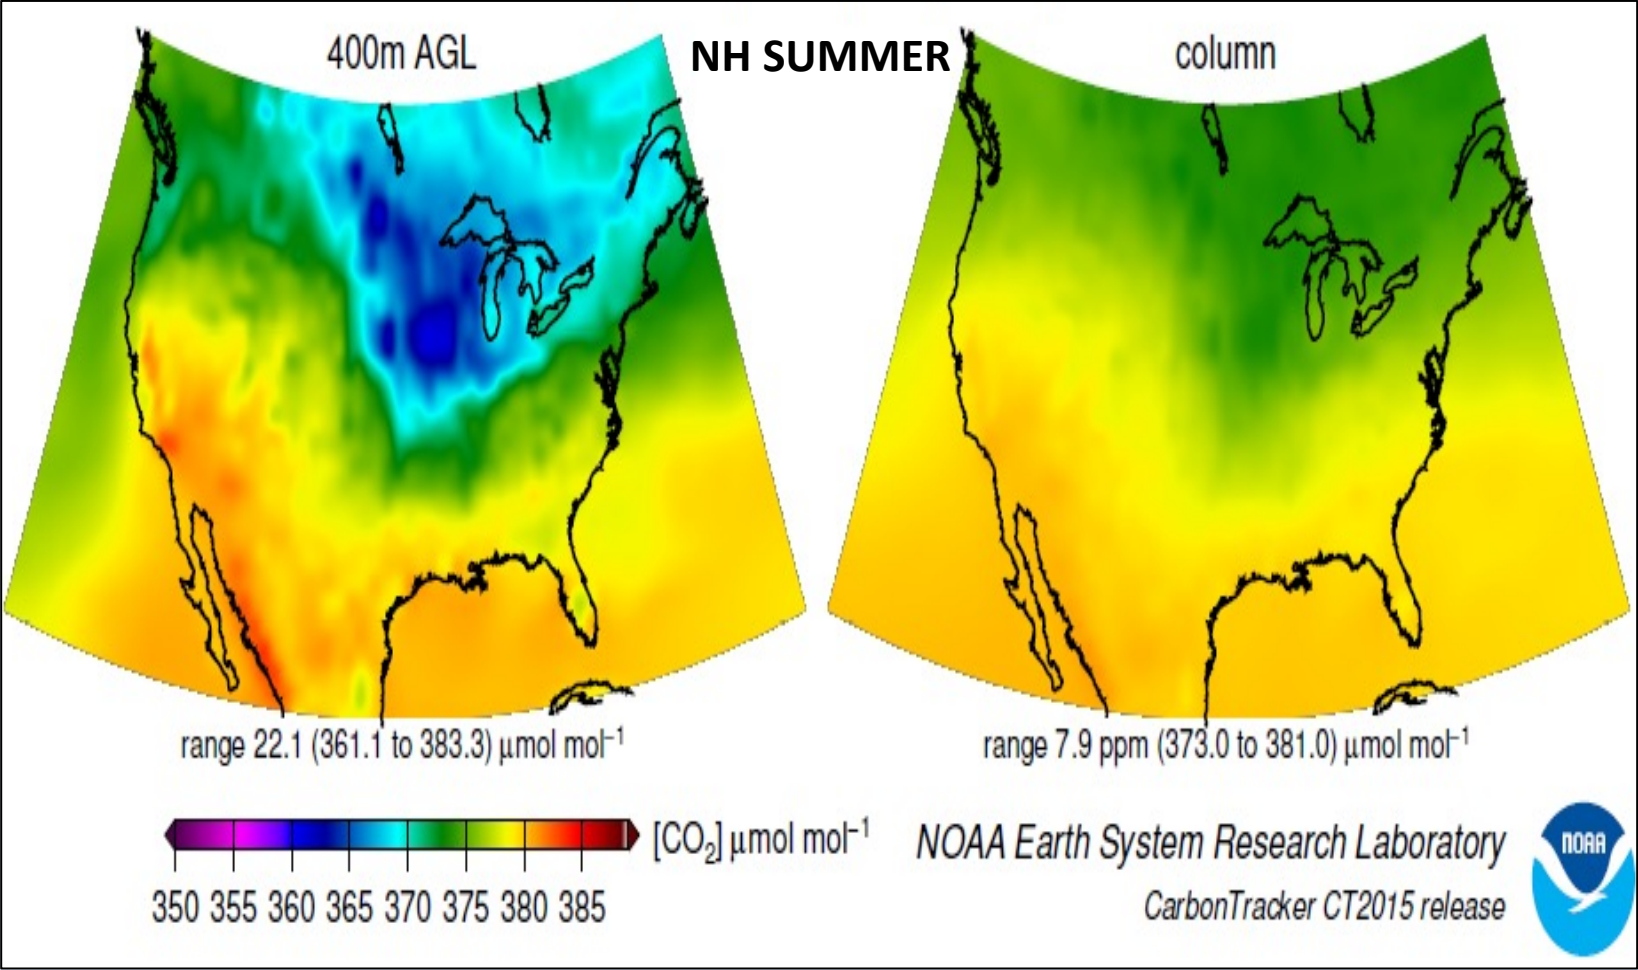 400m AGL
NH SUMMER
column
range 22.1 (361.1 to 383.3) μmol mol⁻¹
range 7.9 ppm (373.0 to 381.0) μmol mol⁻¹
[CO₂] μmol mol⁻¹
350 355 360 365 370 375 380 385
NOAA Earth System Research Laboratory
CarbonTracker CT2015 release
NOAA